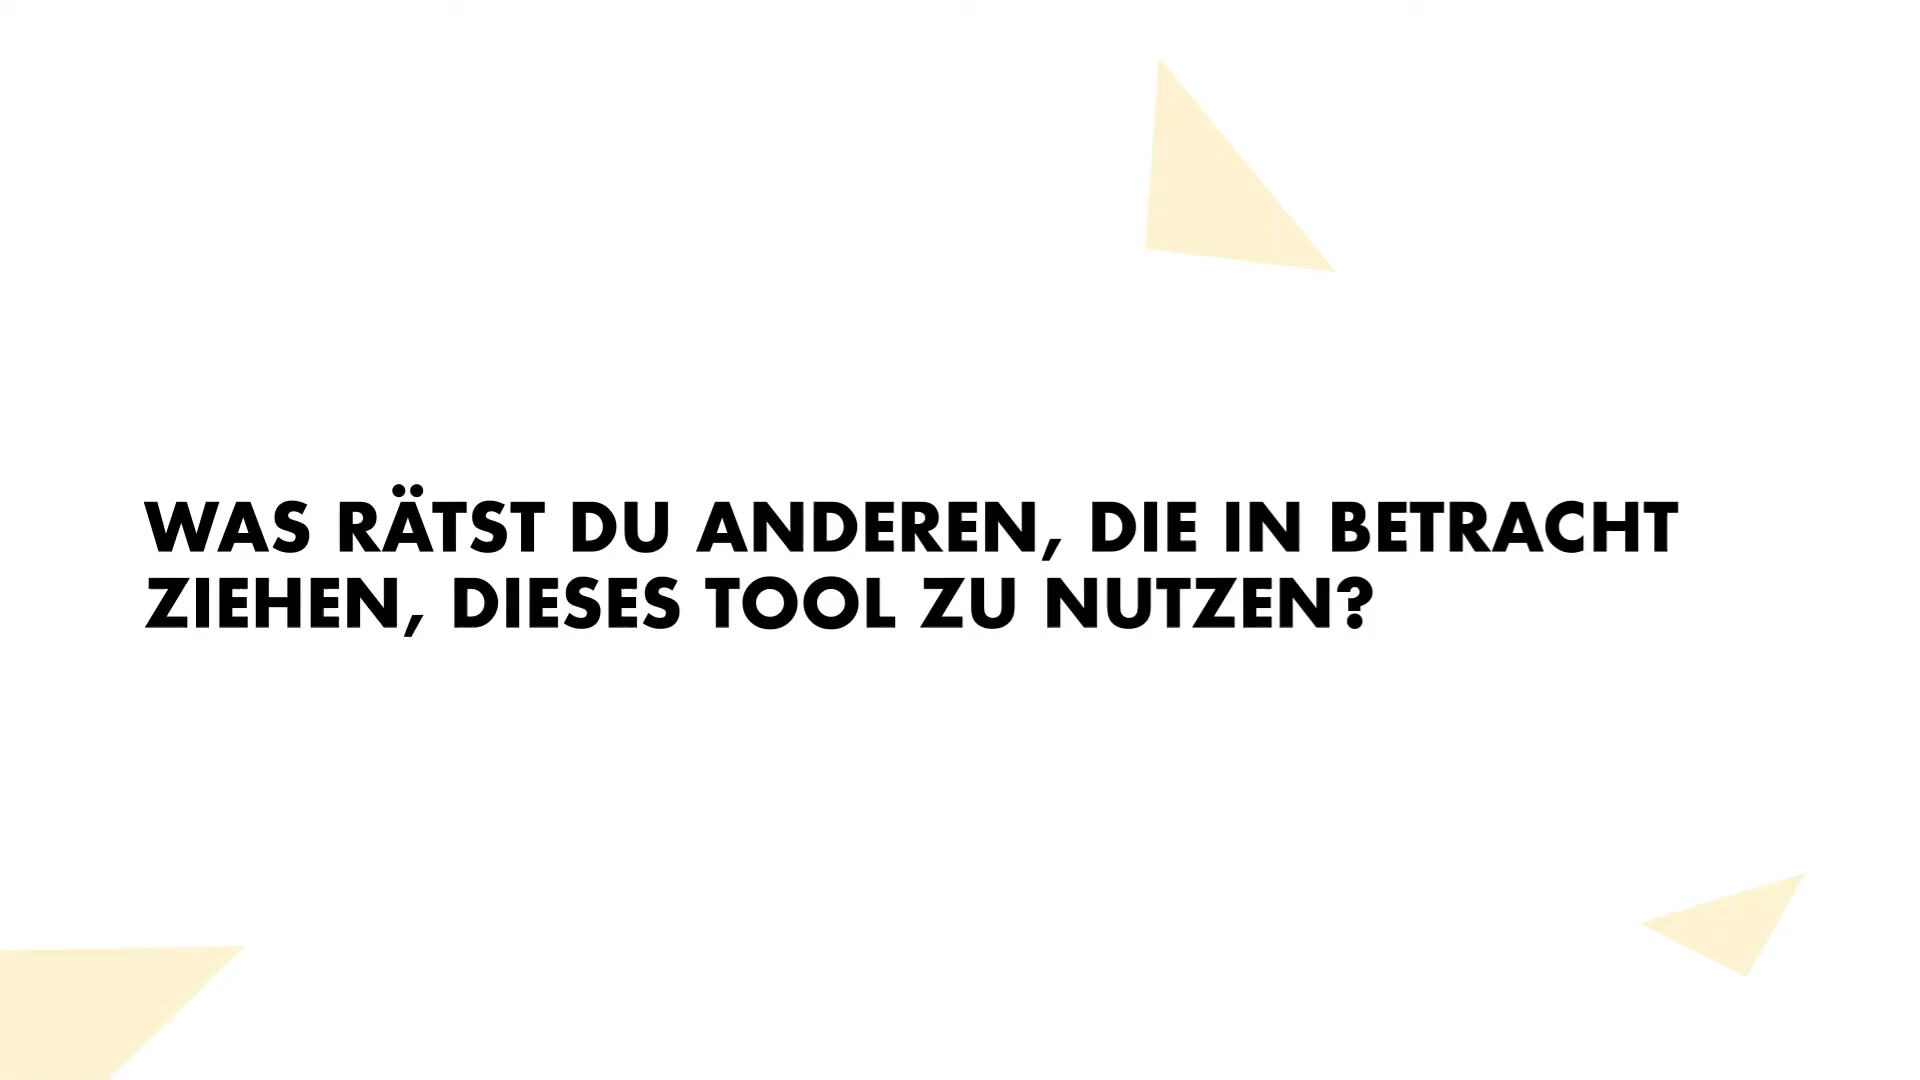 WAS RÄTST DU ANDEREN, DIE IN BETRACHT
ZIEHEN, DIESES TOOL ZU NUTZEN?